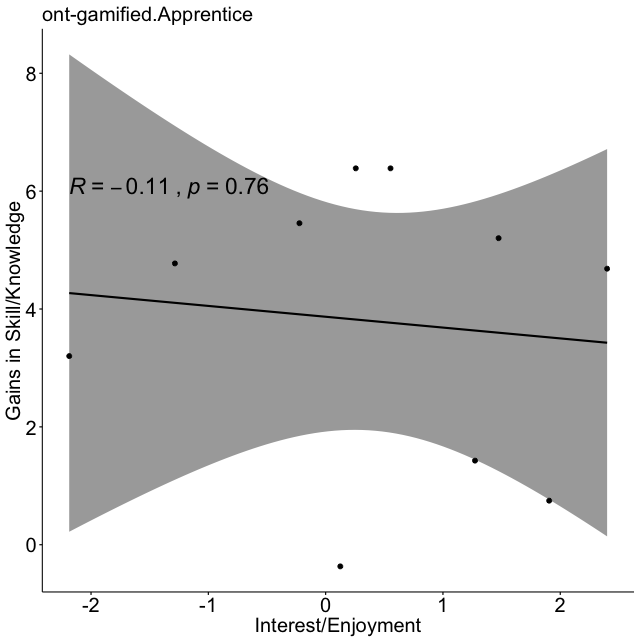 ont-gamified.Apprentice
8
R = −0.11 , p = 0.76
6
4
2
0
Gains in Skill/Knowledge
-2 -1 0 1 2
Interest/Enjoyment